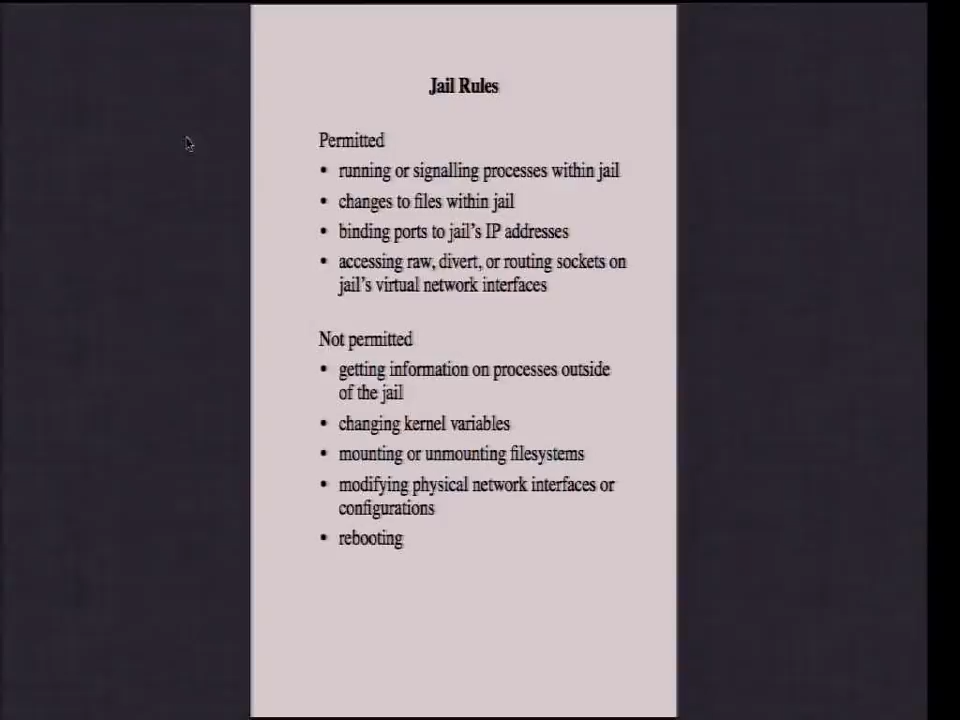 Jail Rules
Permitted
• running or signalling processes within jail
• changes to files within jail
• binding ports to jail's IP addresses
• accessing raw, divert, or routing sockets on
jail's virtual network interfaces
Not permitted
• getting information on processes outside
of the jail
• changing kernel variables
• mounting or unmounting filesystems
• modifying physical network interfaces or
configurations
• rebooting